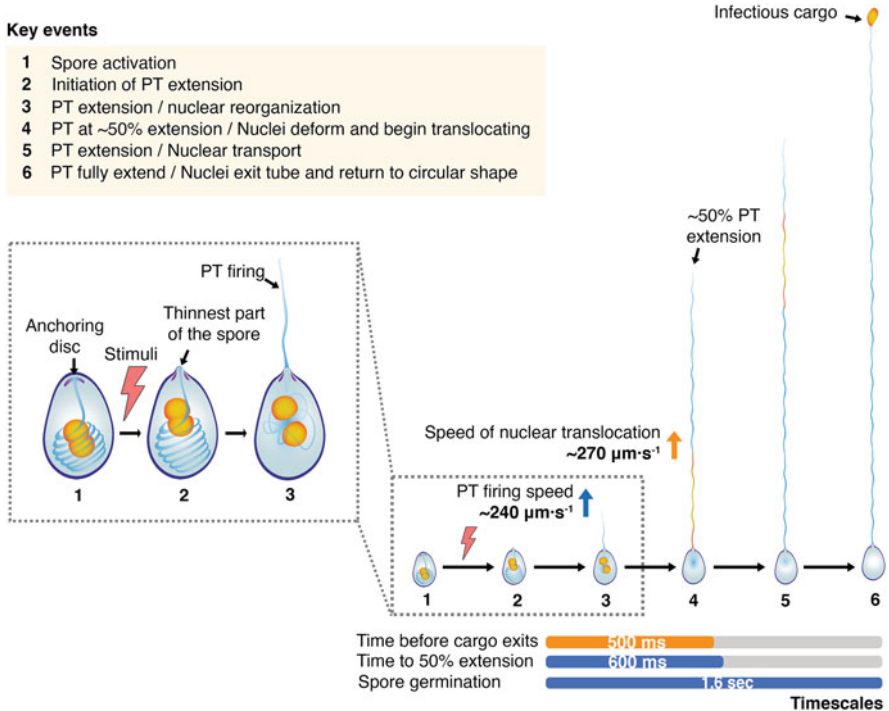 Key events
1 Spore activation
2 Initiation of PT extension
3 PT extension / nuclear reorganization
4 PT at ~50% extension / Nuclei deform and begin translocating
5 PT extension / Nuclear transport
6 PT fully extend / Nuclei exit tube and return to circular shape
Infectious cargo
~50% PT
extension
PT firing
Anchoring
disc
Stimuli
Thinnest part
of the spore
1
2
3
Speed of nuclear translocation
~270 µm·s⁻¹
PT firing speed
~240 µm·s⁻¹
1
2
3
4
5
6
Time before cargo exits 500 ms
Time to 50% extension 600 ms
Spore germination 1.6 sec
Timescales